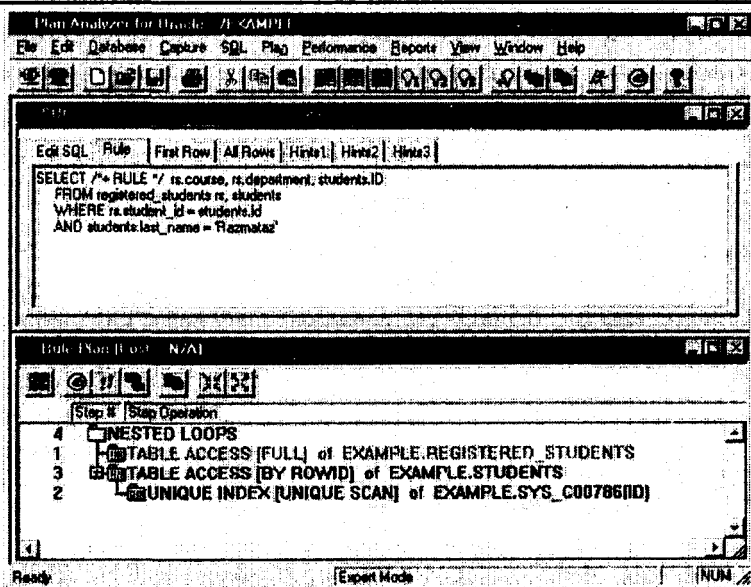 Plan Analyzer for Oracle /EXAMPLE
File Edit Database Capture SQL Plan Performance Reports View Window Help
SQL
Edit SQL Rule First Row All Rows Hints1 Hints2 Hints3
SELECT /*+ RULE */ rs.course, rs.department, students.ID
FROM registered_students rs, students
WHERE rs.student_id = students.id
AND students.last_name = 'Razmataz'
Rule Plan [Cost N/A]
Step # Step Operation
4 NESTED LOOPS
1 TABLE ACCESS [FULL] of EXAMPLE.REGISTERED_STUDENTS
3 TABLE ACCESS [BY ROWID] of EXAMPLE.STUDENTS
2 UNIQUE INDEX [UNIQUE SCAN] of EXAMPLE.SYS_C00786(ID)
Ready Expert Mode NUM